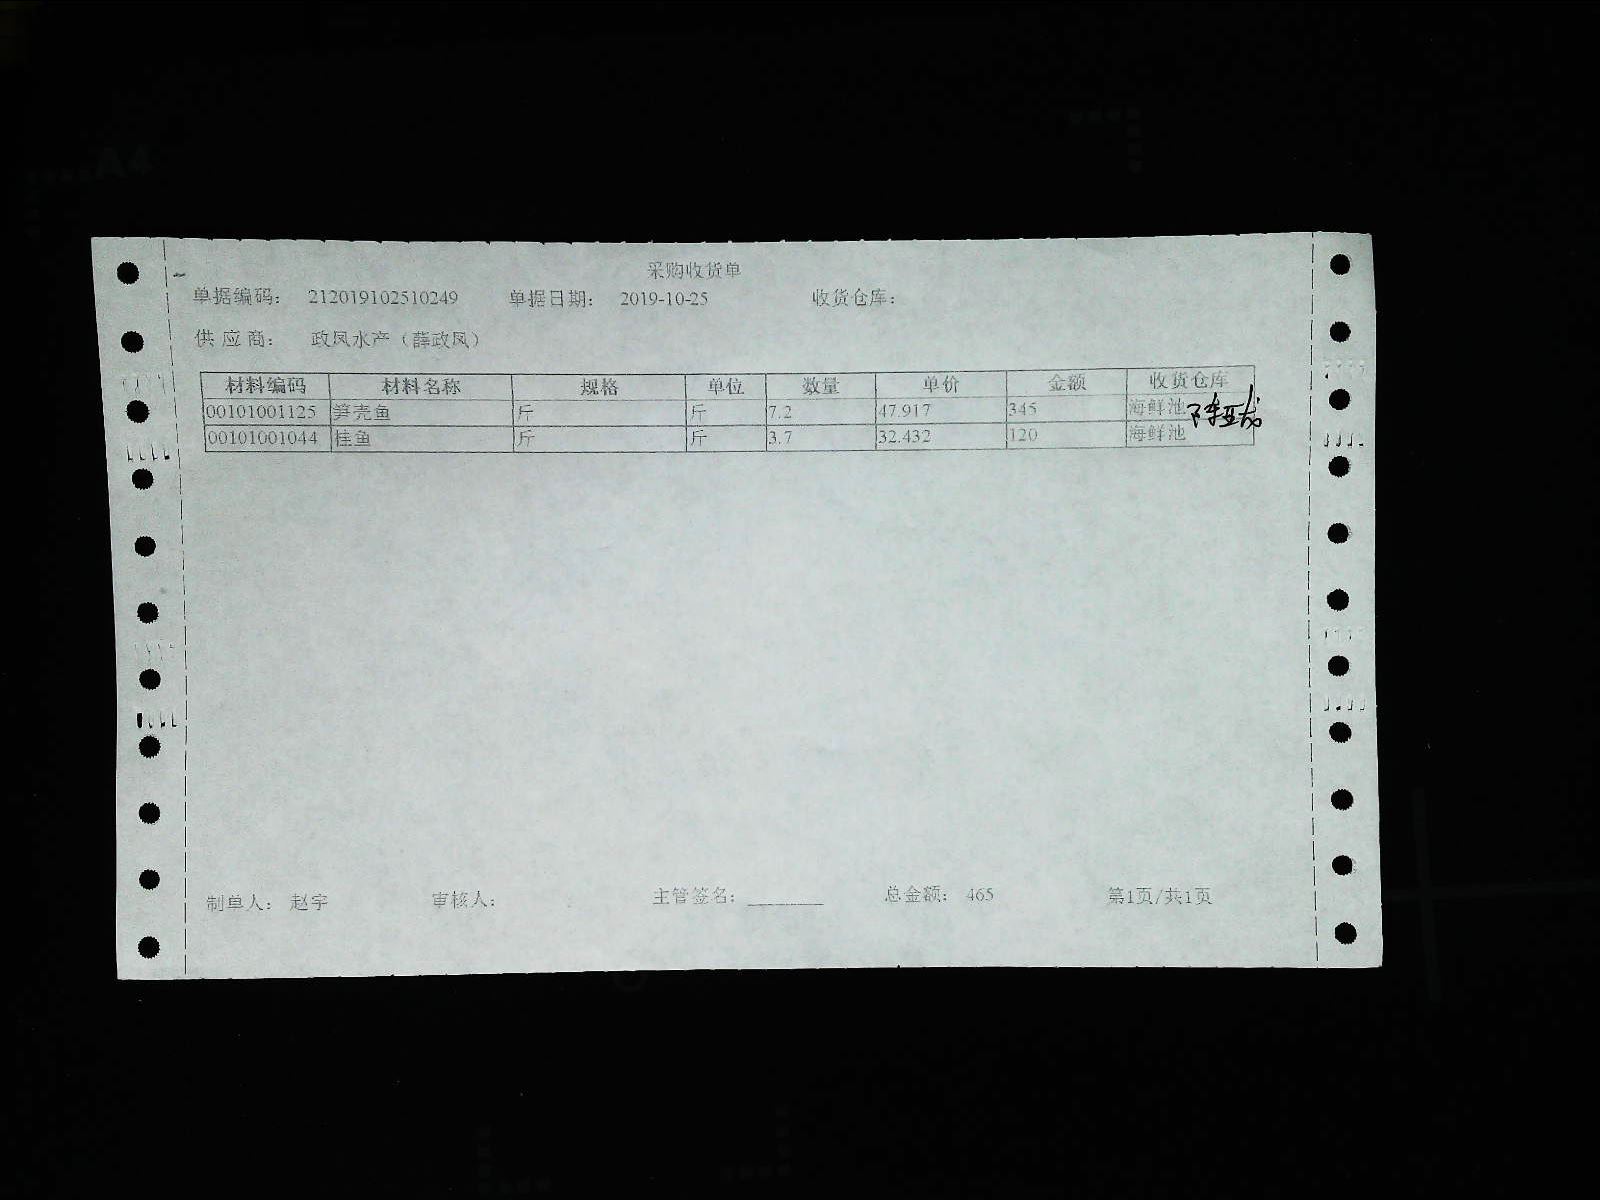 采购收货单
单据编码： 212019102510249 单据日期： 2019-10-25 收货仓库：
供应商： 政凤水产（薛政凤）
材料编码 材料名称 规格 单位 数量 单价 金额 收货仓库
00101001125 笋壳鱼 斤 斤 7.2 47.917 345 海鲜池
00101001044 桂鱼 斤 斤 3.7 32.432 120 海鲜池
制单人： 赵宇 审核人： 主管签名： 总金额： 465 第1页/共1页